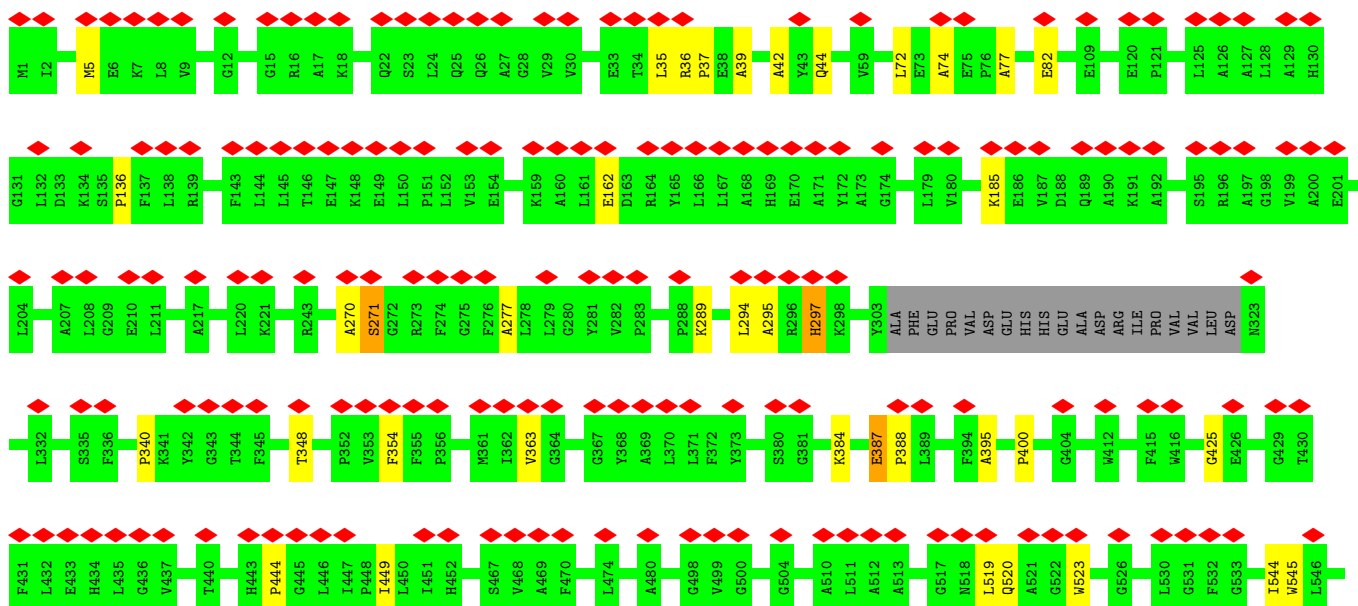 M1 I2 M5 E6 K7 L8 V9 G12 G15 R16 A17 K18 Q22 S23 L24 Q25 Q26 A27 G28 V29 V30 E33 T34 L35 R36 P37 E38 A39 A42 Y43 Q44 V59 L72 E73 A74 E75 P76 A77 E82 E109 E120 P121 L125 A126 A127 L128 A129 H130
G131 L132 D133 K134 S135 P136 F137 L138 R139 F143 L144 L145 T146 E147 K148 E149 L150 P151 L152 V153 E154 K159 A160 L161 E162 D163 R164 Y165 L166 L167 A168 H169 E170 A171 Y172 A173 G174 L179 V180 K185 E186 V187 D188 Q189 A190 K191 A192 S195 R196 A197 G198 V199 A200 E201
L204 A207 L208 G209 E210 L211 A217 L220 K221 R243 A270 S271 G272 R273 F274 G275 F276 A277 L278 L279 G280 Y281 V282 P283 P288 K289 L294 A295 R296 H297 K298 Y303 ALA PHE GLU PRO VAL ASP GLU HIS HIS GLU ALA ASP ARG ILE PRO VAL VAL LEU ASP N323
L332 S335 F336 P340 K341 Y342 G343 T344 F345 T348 P352 V353 F354 F355 P356 M361 I362 V363 G364 G367 Y368 A369 L370 L371 F372 Y373 S380 G381 K384 E387 P388 L389 F394 A395 P400 G404 W412 F415 W416 G425 E426 G429 T430
F431 L432 E433 H434 L435 G436 V437 T440 H443 P444 G445 L446 I447 P448 I449 L450 I451 H452 S467 V468 A469 F470 L474 A480 G498 V499 G500 G504 A510 L511 A512 A513 G517 N518 L519 Q520 A521 G522 W523 G526 L530 G531 F532 G533 I544 W545 L546